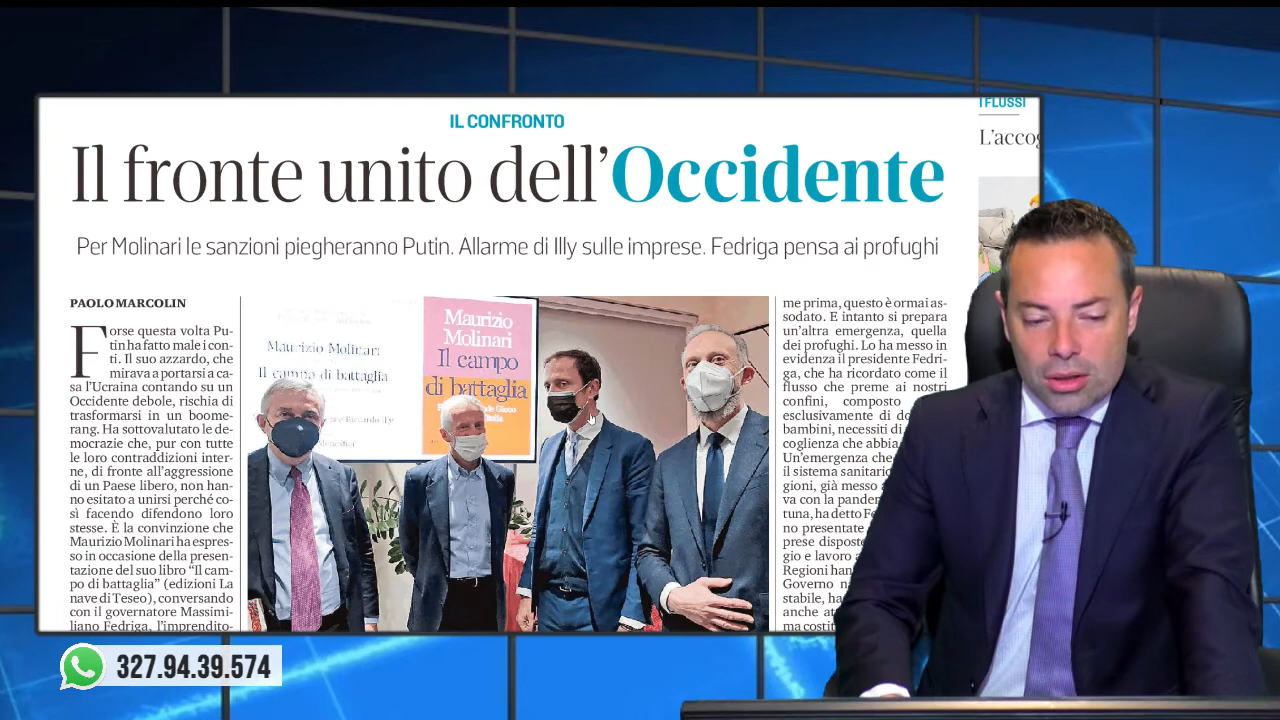 IL CONFRONTO
Il fronte unito dell'Occidente
Per Molinari le sanzioni piegheranno Putin. Allarme di Illy sulle imprese. Fedriga pensa ai profughi
I FLUSSI
L'accog
PAOLO MARCOLIN
Forse questa volta Pu-
tin ha fatto male i con-
ti. Il suo azzardo, che
mirava a portarsi a ca-
sa l'Ucraina contando su un
Occidente debole, rischia di
trasformarsi in un boome-
rang. Ha sottovalutato le de-
mocrazie che, pur con tutte
le loro contraddizioni inter-
ne, di fronte all'aggressione
di un Paese libero, non han-
no esitato a unirsi perché co-
sì facendo difendono loro
stesse. È la convinzione che
Maurizio Molinari ha espres-
so in occasione della presen-
tazione del suo libro “Il cam-
po di battaglia” (edizioni La
nave di Teseo), conversando
con il governatore Massimi-
liano Fedriga, l'imprendito-
Maurizio Molinari
Il campo di battaglia
Maurizio
Molinari
Il campo
di battaglia
me prima, questo è ormai as-
sodato. E intanto si prepara
un'altra emergenza, quella
dei profughi. Lo ha messo in
evidenza il presidente Fedri-
ga, che ha ricordato come il
flusso che preme ai nostri
confini, composto
esclusivamente di do
bambini, necessiti di
coglienza che abbia
Un'emergenza che
il sistema sanitario
gioni, già messo a
va con la pandem
tuna, ha detto Fe
no presentate
prese dispost
gio e lavoro a
Regioni han
Governo n
stabile, ha
anche att
ma costit
327.94.39.574